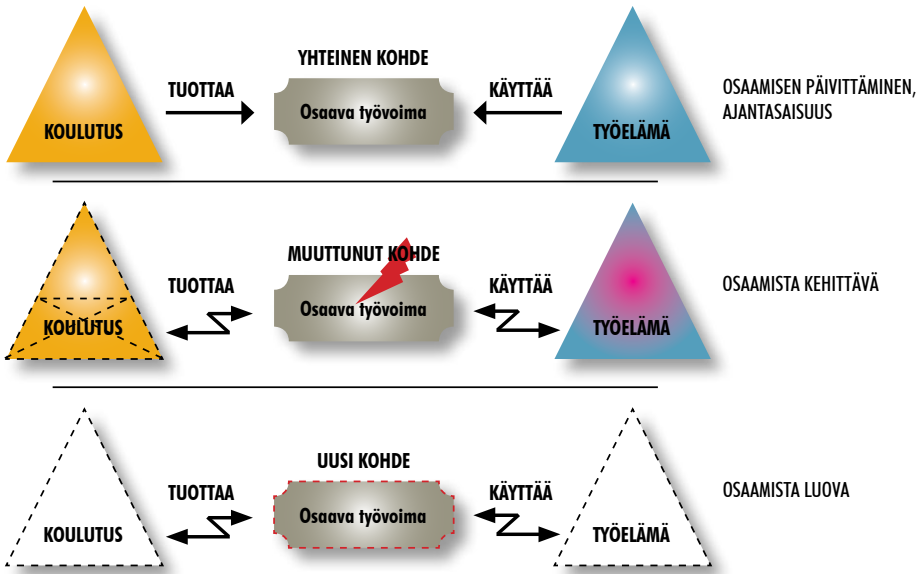 YHTEINEN KOHDE
TUOTTAA
KÄYTTÄÄ
OSAAMISEN PÄIVITTÄMINEN,
AJANTASAISUUS
Osaava työvoima
KOULUTUS
TYÖELÄMÄ
MUUTTUNUT KOHDE
TUOTTAA
KÄYTTÄÄ
OSAAMISTA KEHITTÄVÄ
Osaava työvoima
KOULUTUS
TYÖELÄMÄ
UUSI KOHDE
TUOTTAA
KÄYTTÄÄ
OSAAMISTA LUOVA
Osaava työvoima
KOULUTUS
TYÖELÄMÄ